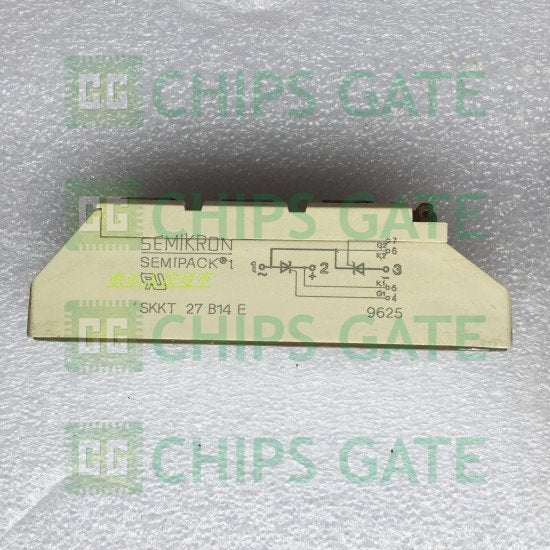 CHIPS GATE
CHIPS GATE
SEMIKRON
SEMIPACK® 1
SKKT 27 B14 E
1
~
+
2
3
-
G2 7
K2 6
K1 5
G1 4
9625
CHIPS GATE
CHIPS GATE